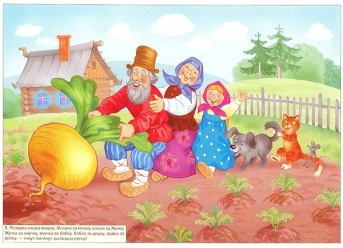 8. Позвала кошка мышку. Мышка за кошку, кошка за Жучку,
Жучка за внучку, внучка за бабку, бабка за дедку, дедка за
репку — тянут-потянут, вытянули репку!